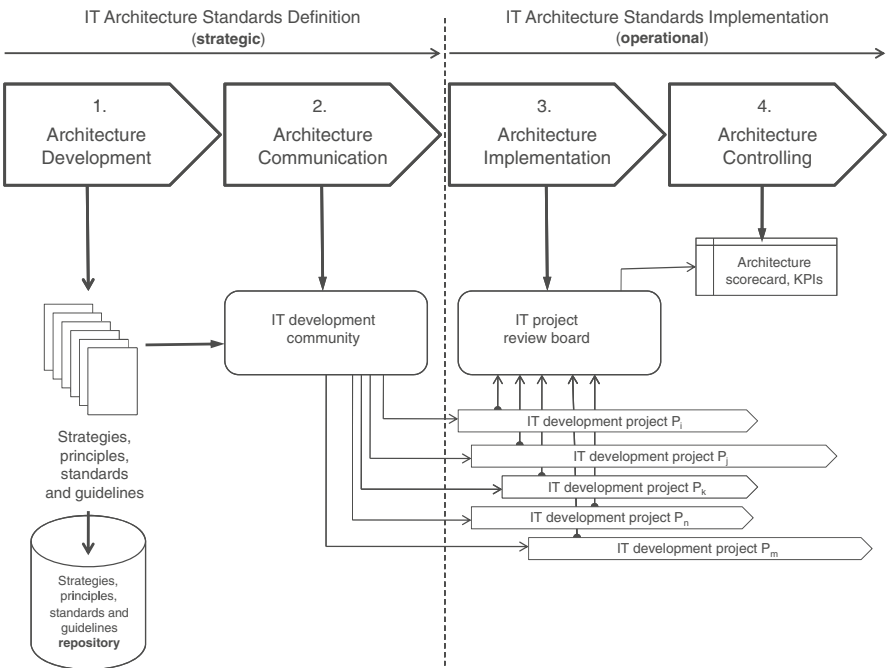 IT Architecture Standards Definition
(strategic)
IT Architecture Standards Implementation
(operational)
1.
Architecture
Development
2.
Architecture
Communication
3.
Architecture
Implementation
4.
Architecture
Controlling
Architecture
scorecard, KPIs
IT development
community
IT project
review board
IT development project Pi
IT development project Pj
IT development project Pk
IT development project Pn
IT development project Pm
Strategies,
principles,
standards
and guidelines
Strategies,
principles,
standards and
guidelines
repository